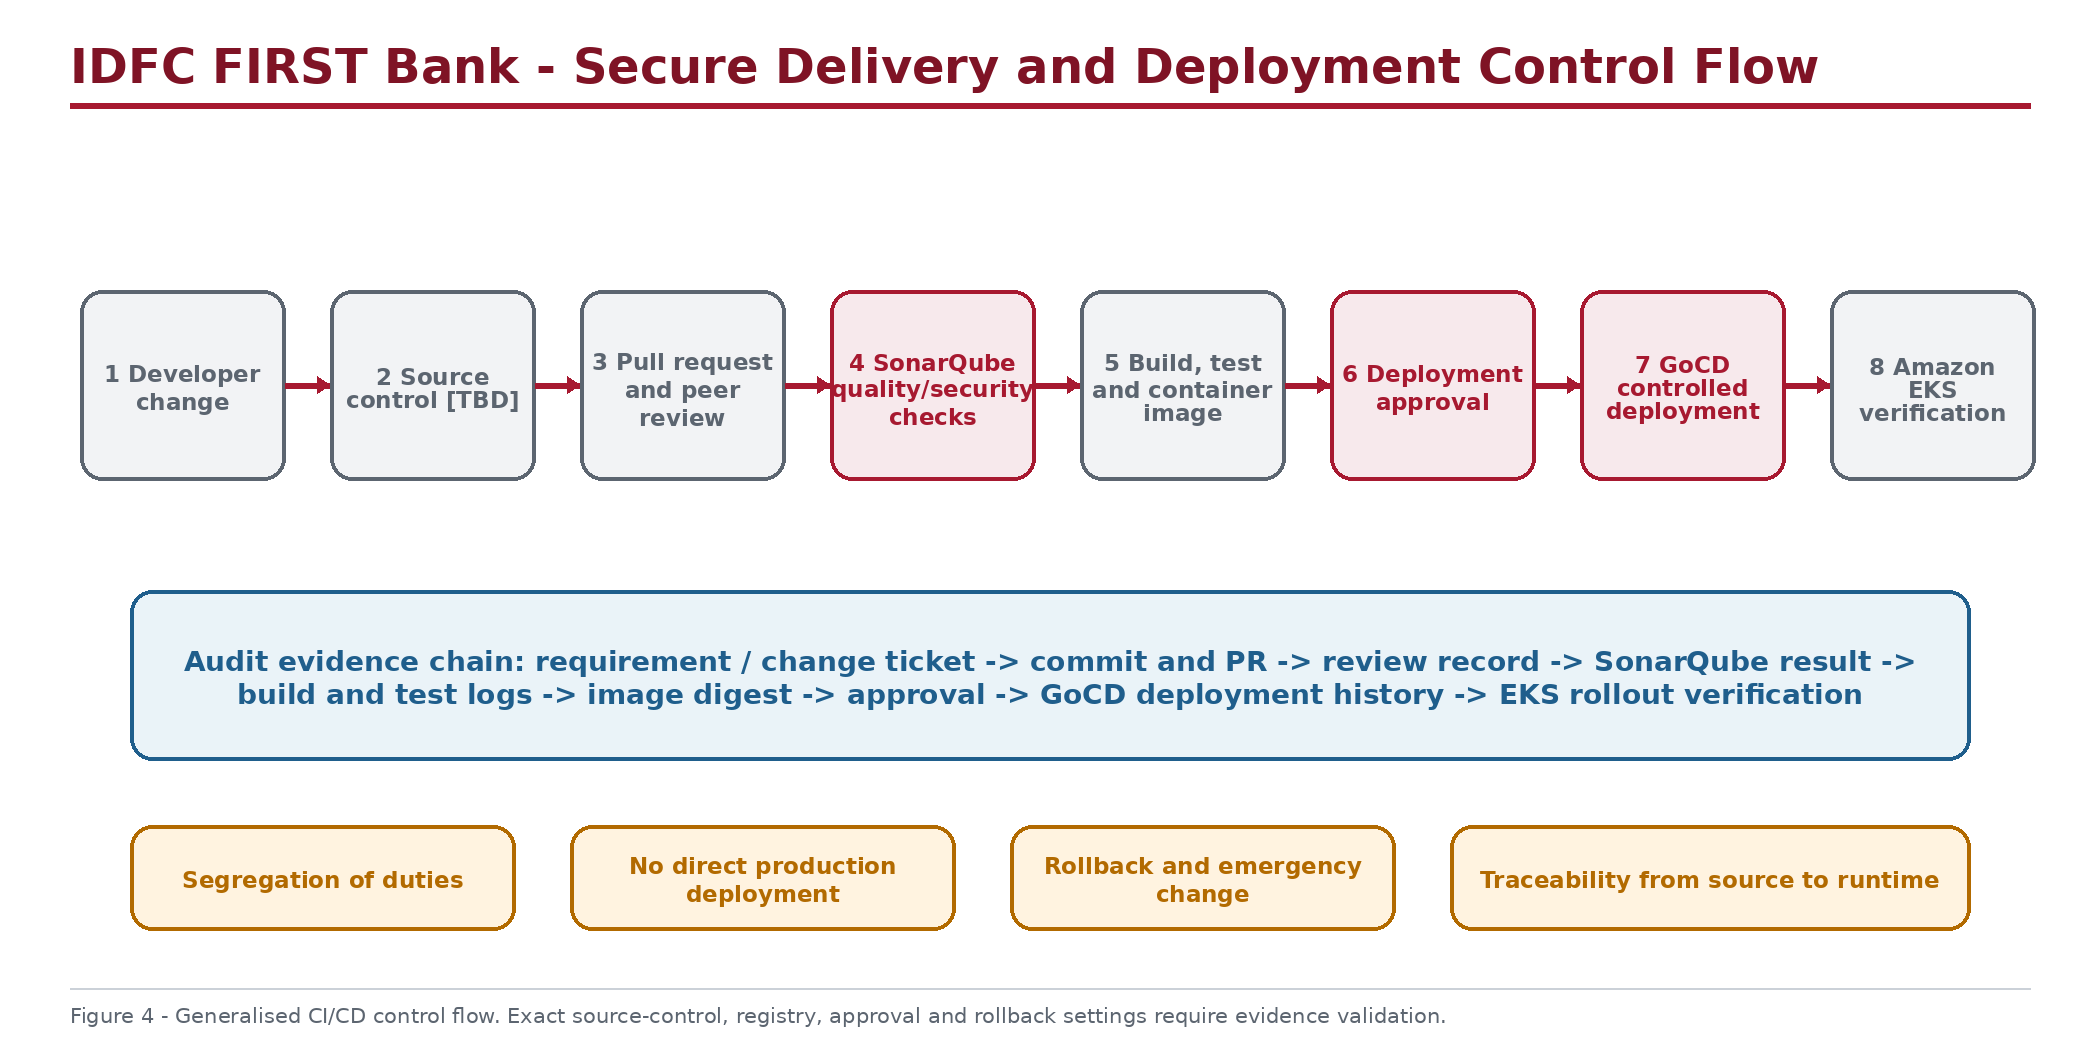 IDFC FIRST Bank - Secure Delivery and Deployment Control Flow
1 Developer
change
2 Source
control [TBD]
3 Pull request
and peer
review
4 SonarQube
quality/security
checks
5 Build, test
and container
image
6 Deployment
approval
7 GoCD
controlled
deployment
8 Amazon
EKS
verification
Audit evidence chain: requirement / change ticket -> commit and PR -> review record -> SonarQube result ->
build and test logs -> image digest -> approval -> GoCD deployment history -> EKS rollout verification
Segregation of duties
No direct production
deployment
Rollback and emergency
change
Traceability from source to runtime
Figure 4 - Generalised CI/CD control flow. Exact source-control, registry, approval and rollback settings require evidence validation.